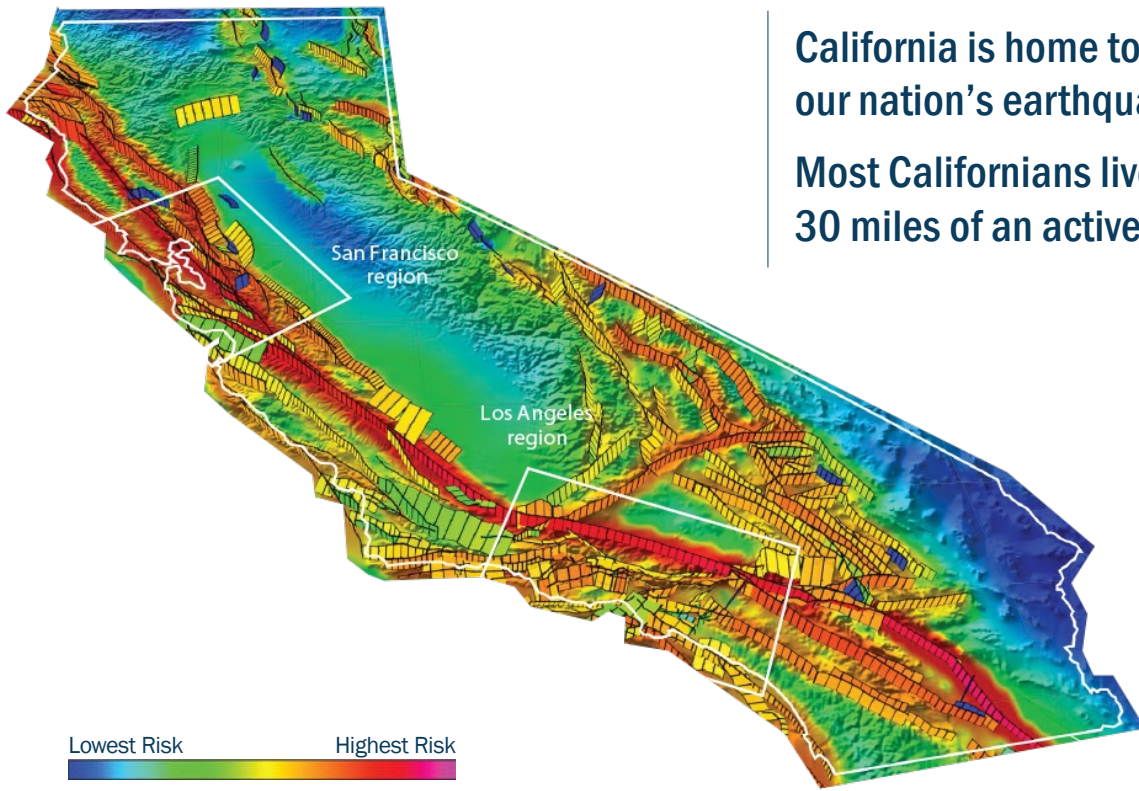 California is home to
our nation's earthqua
Most Californians live
30 miles of an active
San Francisco
region
Los Angeles
region
Lowest Risk Highest Risk